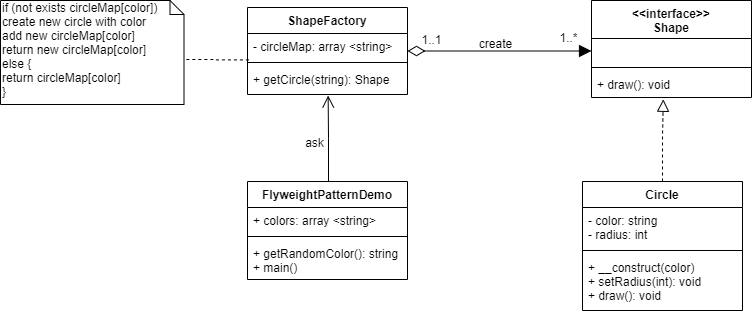 if (not exists circleMap[color])
create new circle with color
add new circleMap[color]
return new circleMap[color]
else {
return circleMap[color]
}
ShapeFactory
- circleMap: array <string>
+ getCircle(string): Shape
1..1
create
1..*
<<interface>>
Shape
+ draw(): void
ask
FlyweightPatternDemo
+ colors: array <string>
+ getRandomColor(): string
+ main()
Circle
- color: string
- radius: int
+ __construct(color)
+ setRadius(int): void
+ draw(): void